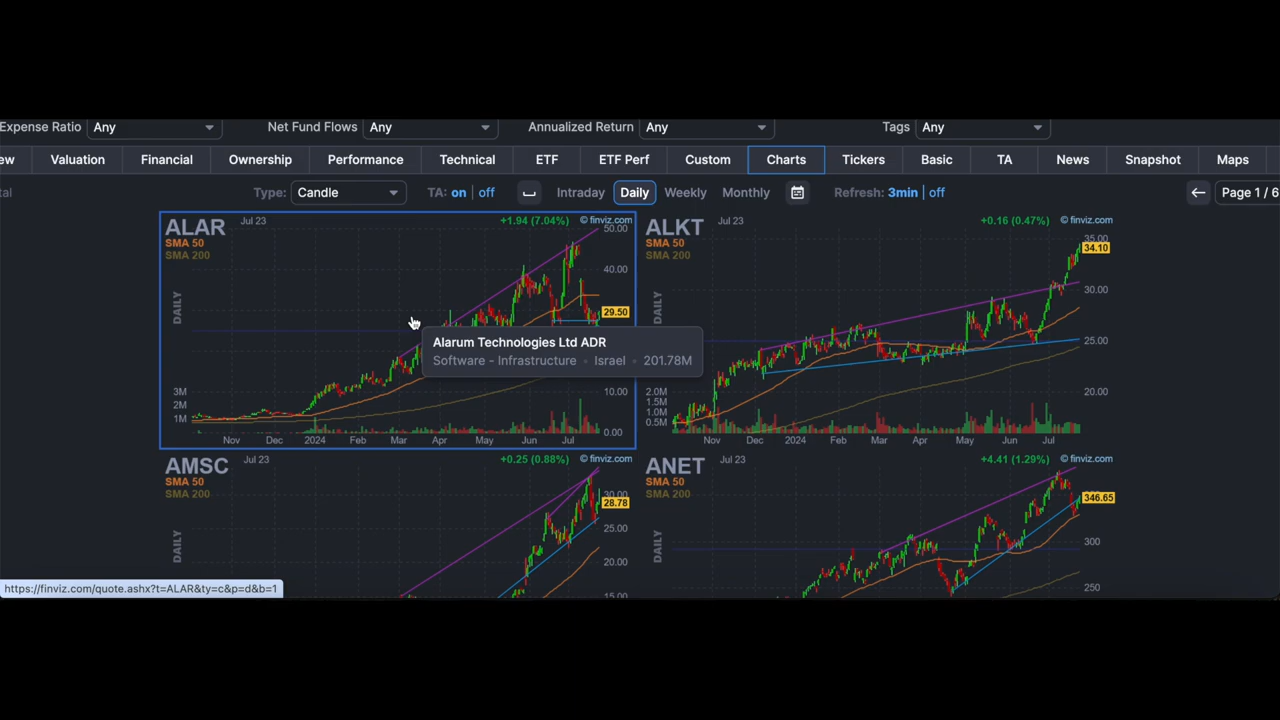 Expense Ratio Any Net Fund Flows Any Annualized Return Any Tags Any
ew Valuation Financial Ownership Performance Technical ETF ETF Perf Custom Charts Tickers Basic TA News Snapshot Maps
tal Type: Candle TA: on | off Intraday Daily Weekly Monthly Refresh: 3min | off Page 1 / 6
ALAR Jul 23 +1.94 (7.04%) © finviz.com
SMA 50
SMA 200
DAILY
50.00
40.00
29.50
10.00
0.00
3M
2M
1M
Nov Dec 2024 Feb Mar Apr May Jun Jul
Alarum Technologies Ltd ADR
Software - Infrastructure • Israel • 201.78M
ALKT Jul 23 +0.16 (0.47%) © finviz.com
SMA 50
SMA 200
DAILY
35.00
34.10
30.00
25.00
20.00
2.0M
1.5M
1.0M
0.5M
Nov Dec 2024 Feb Mar Apr May Jun Jul
AMSC Jul 23 +0.25 (0.88%) © finviz.com
SMA 50
SMA 200
DAILY
30.00
28.78
25.00
20.00
15.00
ANET Jul 23 +4.41 (1.29%) © finviz.com
SMA 50
SMA 200
DAILY
346.65
300
250
https://finviz.com/quote.ashx?t=ALAR&ty=c&p=d&b=1